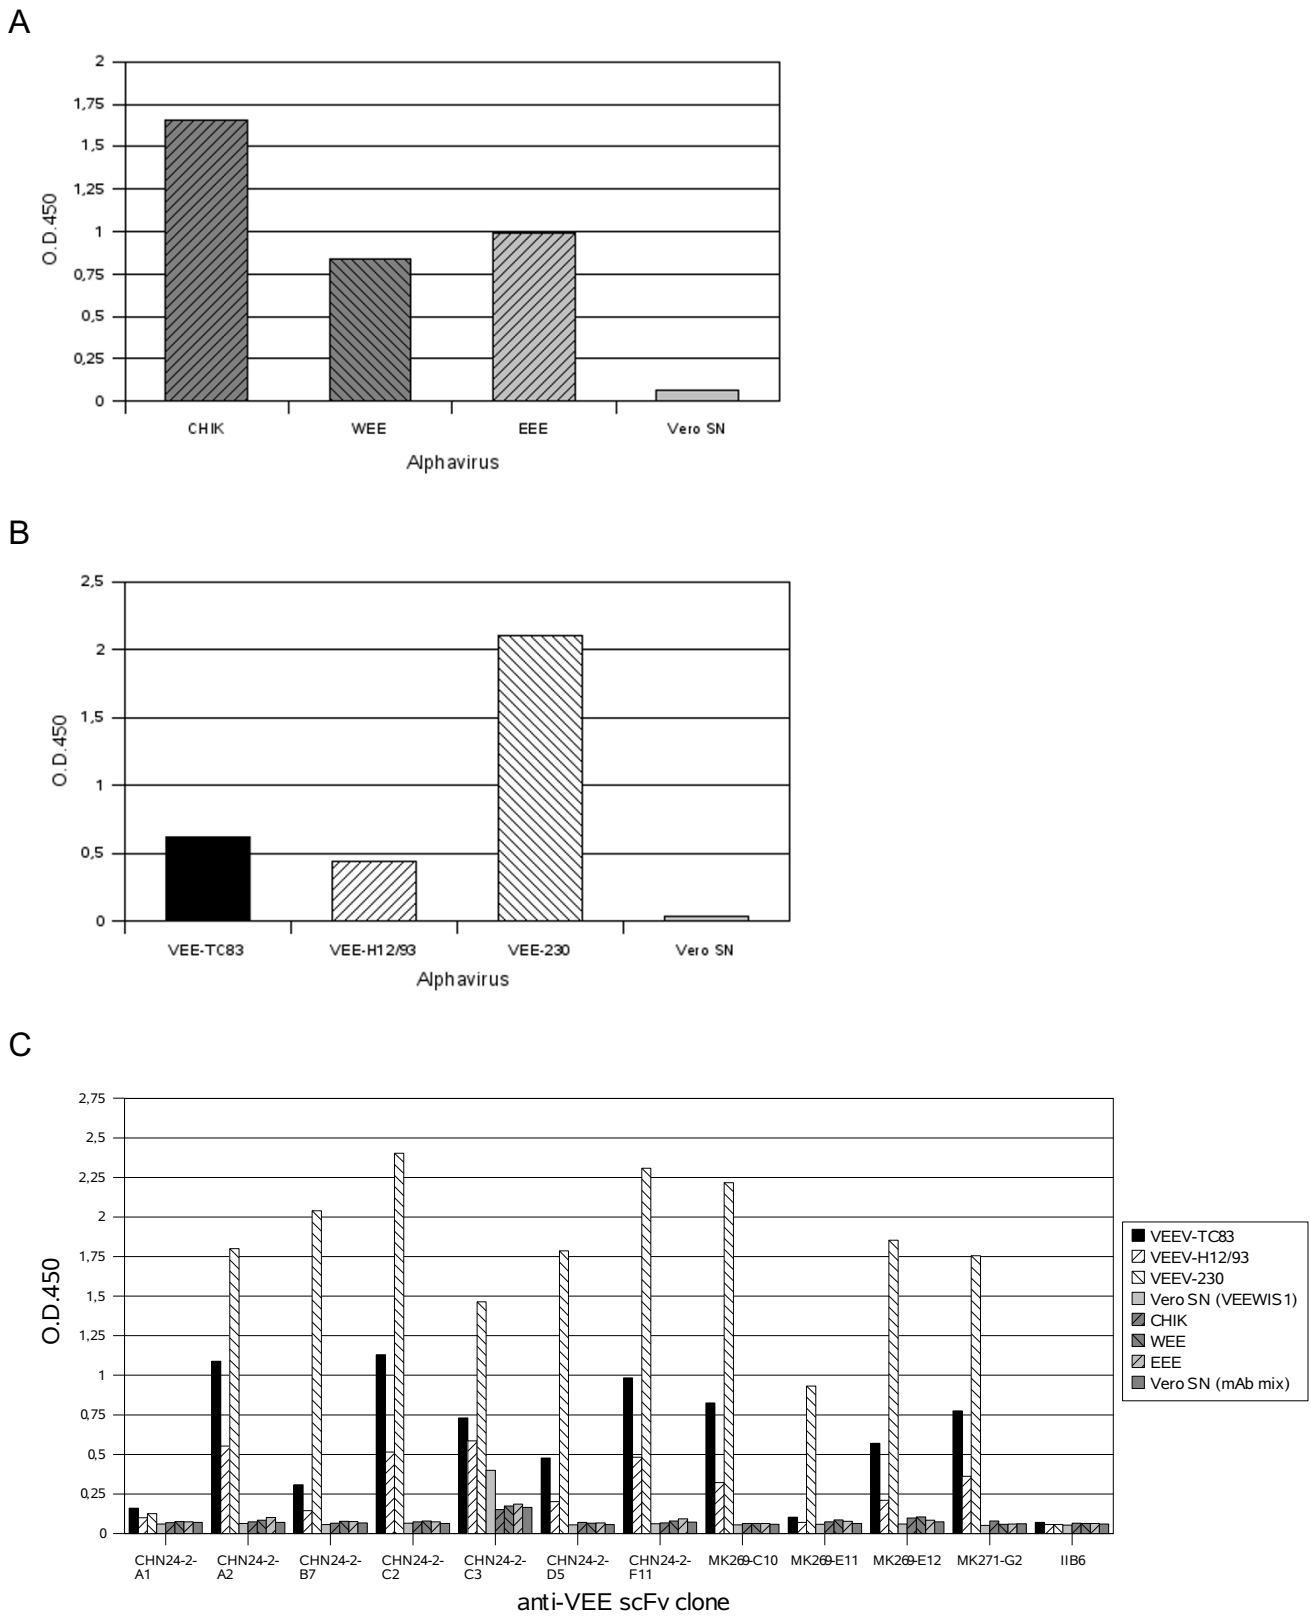 A
2
1,75
1,5
1,25
1
0,75
0,5
0,25
0
O.D.450
CHIK WEE EEE Vero SN
Alphavirus
B
2,5
2
1,5
1
0,5
0
O.D.450
VEE-TC83 VEE-H12/93 VEE-230 Vero SN
Alphavirus
C
2,75
2,5
2,25
2
1,75
1,5
1,25
1
0,75
0,5
0,25
0
O.D.450
CHN24-2- CHN24-2- CHN24-2- CHN24-2- CHN24-2- CHN24-2- CHN24-2- MK269-C10 MK269-E11 MK269-E12 MK271-G2 IIB6
A1 A2 B7 C2 C3 D5 F11
anti-VEE scFv clone
VEEV-TC83
VEEV-H12/93
VEEV-230
Vero SN (VEEWIS1)
CHIK
WEE
EEE
Vero SN (mAb mix)